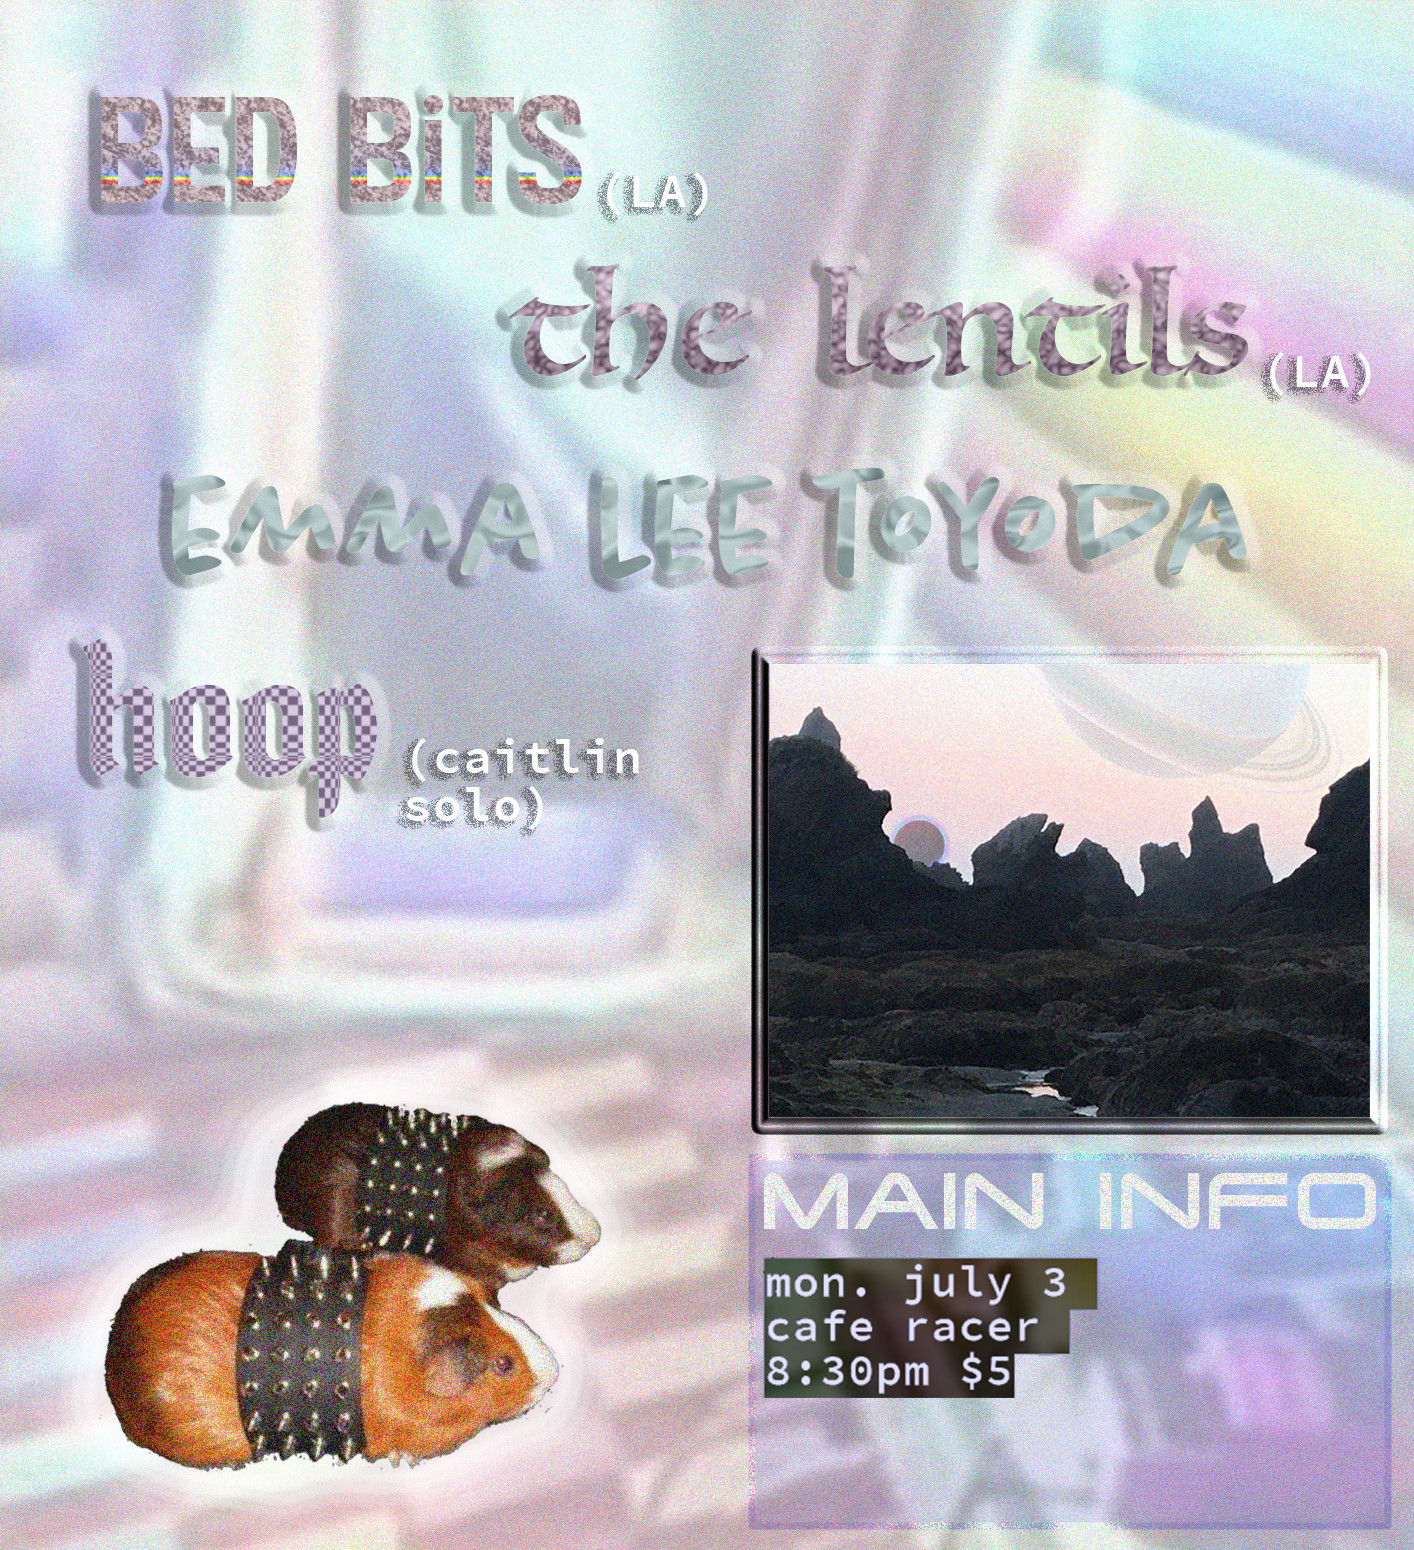 BED BiTS (LA)
the lentils (LA)
EMMA LEE ToYoDA
hoop (caitlin
solo)
MAIN INFO
mon. july 3
cafe racer
8:30pm $5